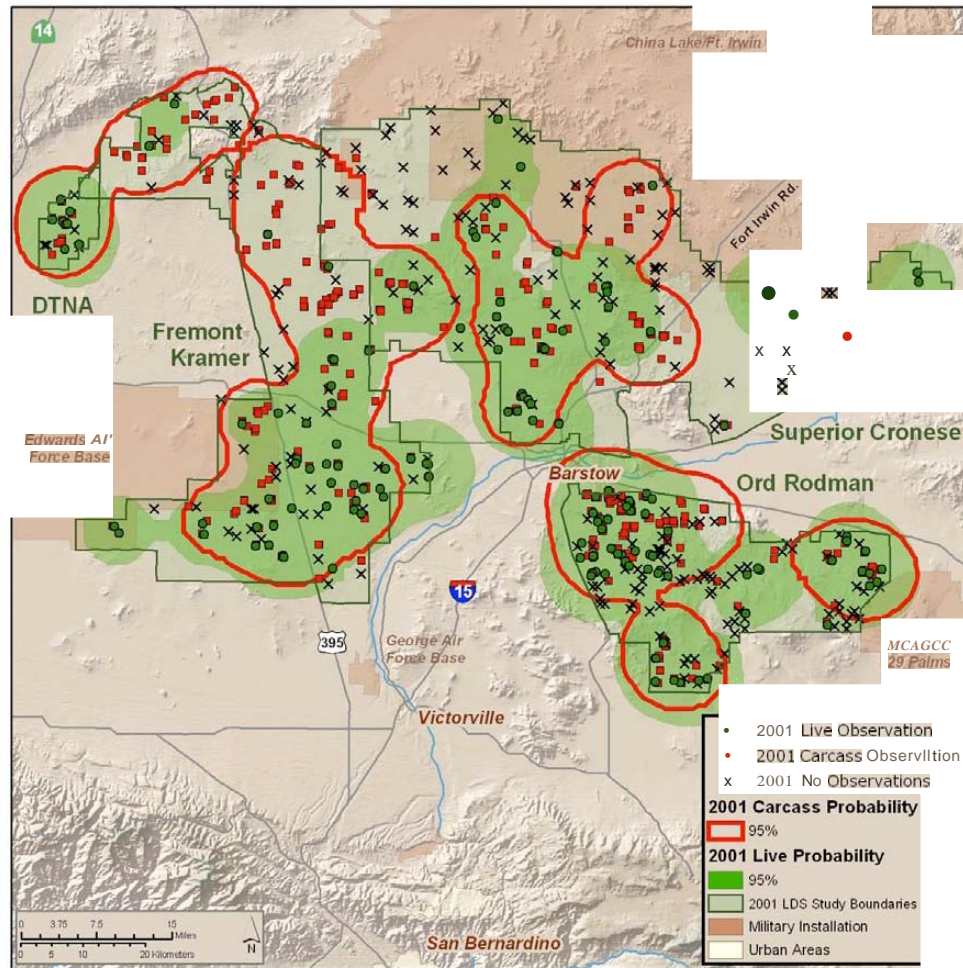 14
China Lake/Ft. Irwin
Fort Irwin Rd.
DTNA
Fremont
Kramer
Edwards AI'
Force Base
Superior Cronese
Barstow
Ord Rodman
15
395
George Air
Force Base
MCAGCC
29 Palms
Victorville
San Bernardino
• 2001 Live Observation
• 2001 Carcass ObservlItion
x 2001 No Observations
2001 Carcass Probability
95%
2001 Live Probability
95%
2001 LDS Study Boundaries
Military Installation
Urban Areas
0 3.75 7.5 15
Miles
0 5 10 20 Kilometers
N